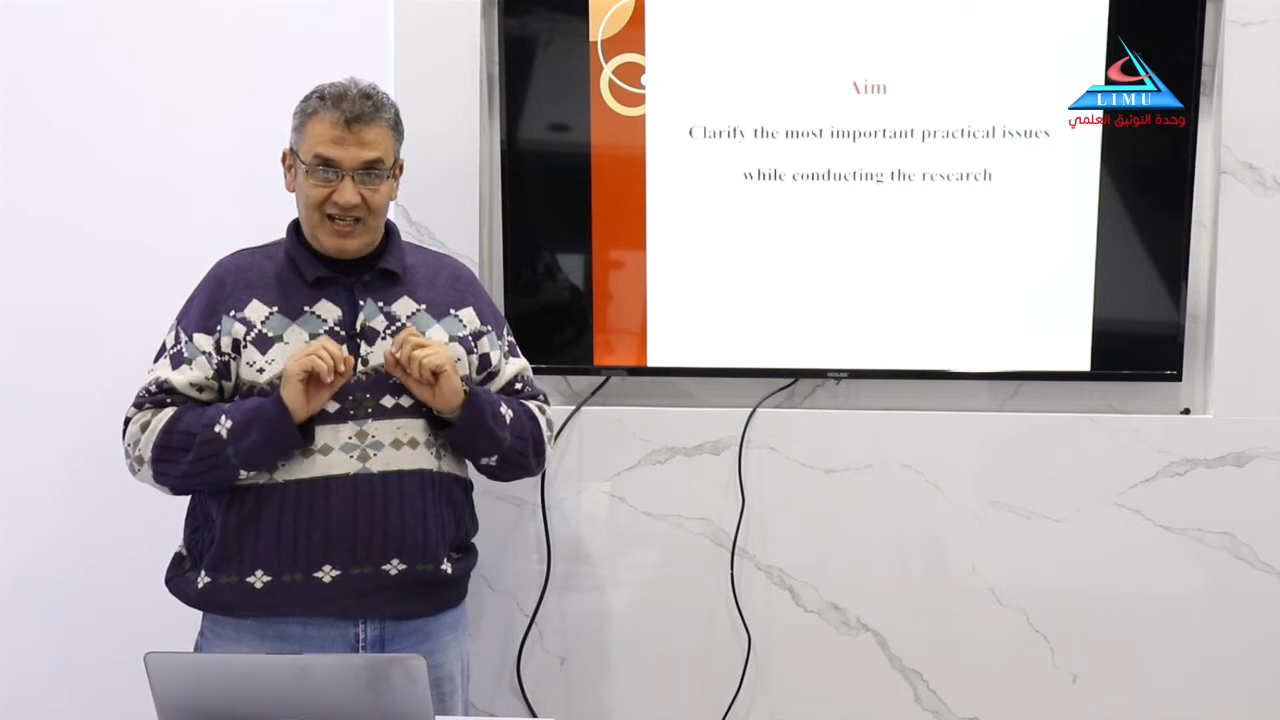 Aim
Clarify the most important practical issues
while conducting the research
LIMU
وحدة التوثيق العلمي